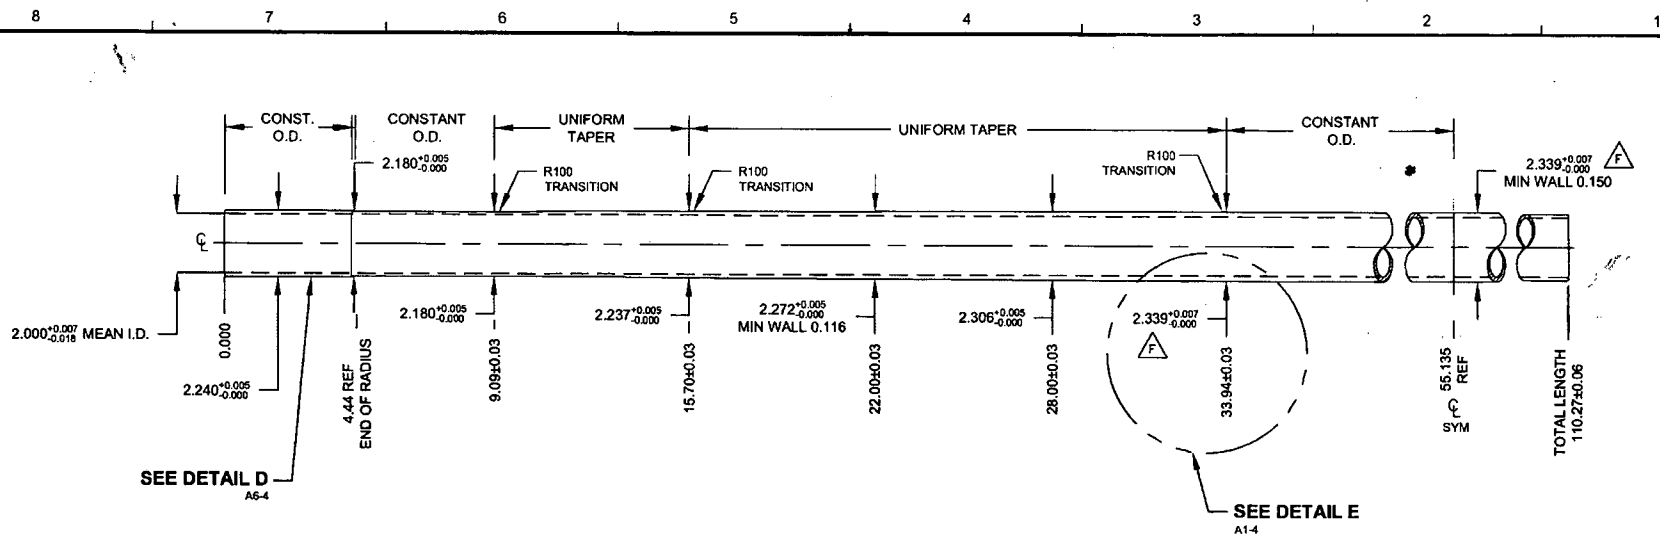 8 7 6 5 4 3 2 1
CONST.
O.D.
CONSTANT
O.D.
UNIFORM
TAPER
UNIFORM TAPER
CONSTANT
O.D.
2.180+0.005
-0.000
R100
TRANSITION
R100
TRANSITION
R100
TRANSITION
2.339+0.007
-0.000
F
MIN WALL 0.150
℄
2.000+0.007
-0.018 MEAN I.D.
0.000
2.240+0.005
-0.000
4.44 REF
END OF RADIUS
2.180+0.005
-0.000
9.09±0.03
2.237+0.005
-0.000
15.70±0.03
2.272+0.005
-0.000
MIN WALL 0.116
22.00±0.03
2.306+0.005
-0.000
28.00±0.03
2.339+0.007
-0.000
F
33.94±0.03
55.135
REF
℄
SYM
TOTAL LENGTH
110.27±0.06
SEE DETAIL D
A6-4
SEE DETAIL E
A1-4